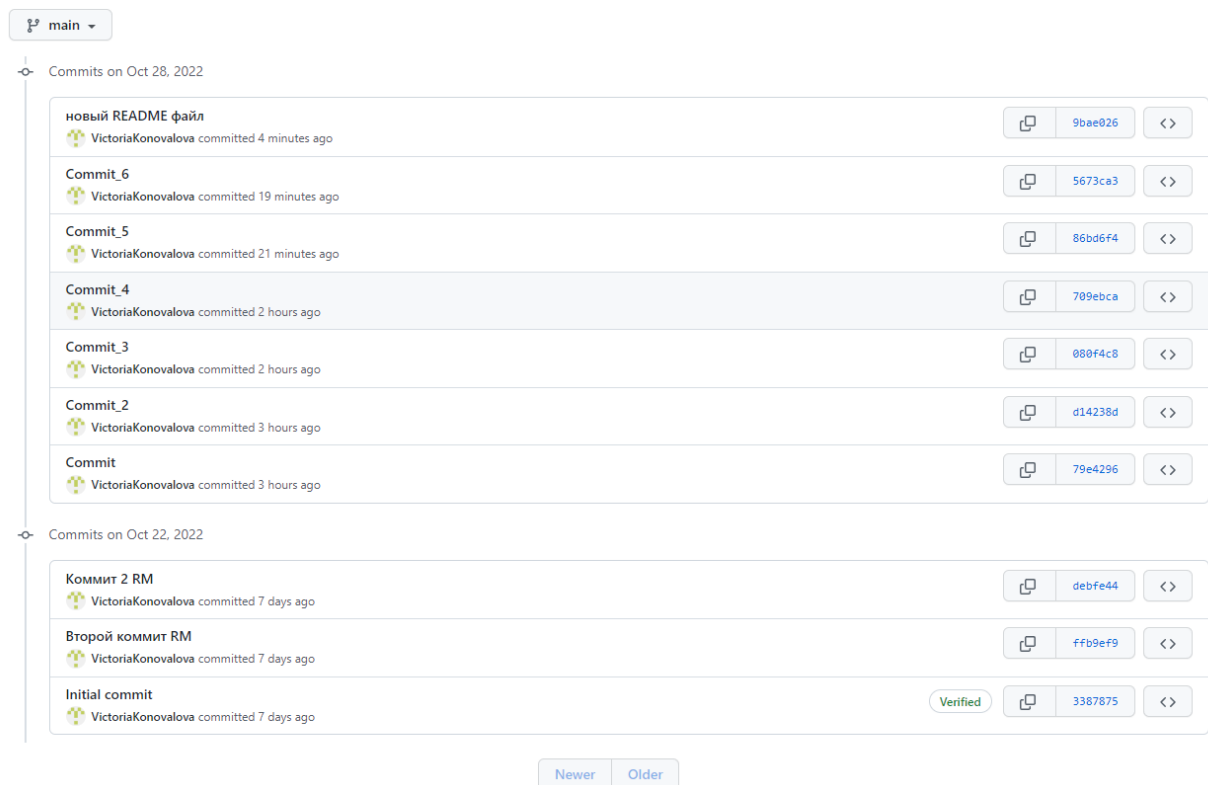 main
Commits on Oct 28, 2022
новый README файл
9bae026
VictoriaKonovalova committed 4 minutes ago
Commit_6
5673ca3
VictoriaKonovalova committed 19 minutes ago
Commit_5
86bd6f4
VictoriaKonovalova committed 21 minutes ago
Commit_4
709ebca
VictoriaKonovalova committed 2 hours ago
Commit_3
080f4c8
VictoriaKonovalova committed 2 hours ago
Commit_2
d14238d
VictoriaKonovalova committed 3 hours ago
Commit
79e4296
VictoriaKonovalova committed 3 hours ago
Commits on Oct 22, 2022
Коммит 2 RM
debfe44
VictoriaKonovalova committed 7 days ago
Второй коммит RM
ffb9ef9
VictoriaKonovalova committed 7 days ago
Initial commit
Verified
3387875
VictoriaKonovalova committed 7 days ago
Newer Older